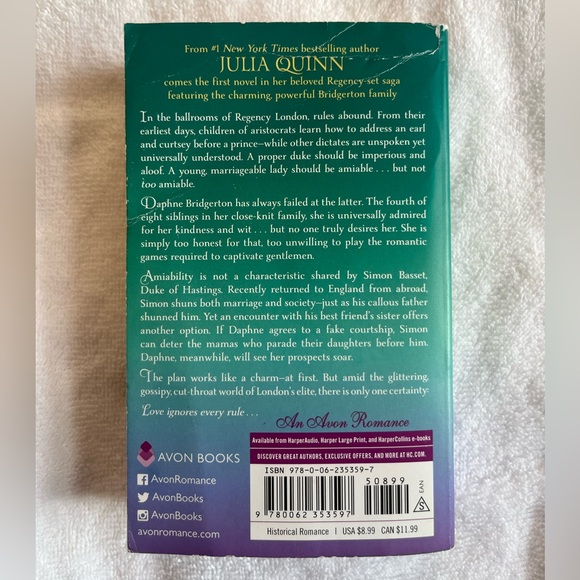 From #1 New York Times bestselling author
JULIA QUINN
comes the first novel in her beloved Regency-set saga
featuring the charming, powerful Bridgerton family
In the ballrooms of Regency London, rules abound. From their
earliest days, children of aristocrats learn how to address an earl
and curtsey before a prince—while other dictates are unspoken yet
universally understood. A proper duke should be imperious and
aloof. A young, marriageable lady should be amiable . . . but not
too amiable.
Daphne Bridgerton has always failed at the latter. The fourth of
eight siblings in her close-knit family, she is universally admired
for her kindness and wit . . . but no one truly desires her. She is
simply too honest for that, too unwilling to play the romantic
games required to captivate gentlemen.
Amiability is not a characteristic shared by Simon Basset,
Duke of Hastings. Recently returned to England from abroad,
Simon shuns both marriage and society—just as his callous father
shunned him. Yet an encounter with his best friend's sister offers
another option. If Daphne agrees to a fake courtship, Simon
can deter the mamas who parade their daughters before him.
Daphne, meanwhile, will see her prospects soar.
The plan works like a charm—at first. But amid the glittering,
gossipy, cut-throat world of London's elite, there is only one certainty:
Love ignores every rule . . .
An Avon Romance
Available from HarperAudio, Harper Large Print, and HarperCollins e-books
DISCOVER GREAT AUTHORS, EXCLUSIVE OFFERS, AND MORE AT HC.COM.
AVON BOOKS
AvonRomance
AvonBooks
AvonBooks
avonromance.com
ISBN 978-0-06-235359-7
50899
9 780062 353597
S
EAN
Historical Romance | USA $8.99 CAN $11.99